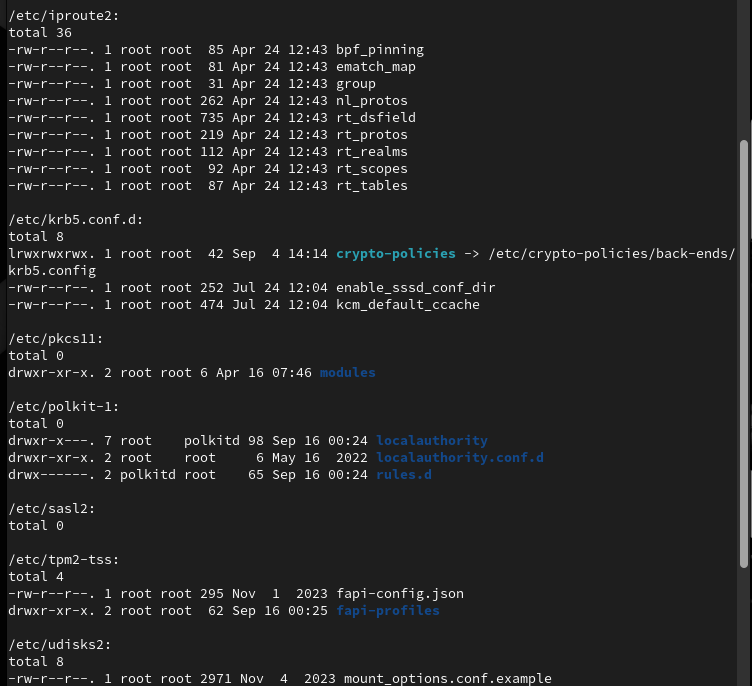 /etc/iproute2:
total 36
-rw-r--r--. 1 root root  85 Apr 24 12:43 bpf_pinning
-rw-r--r--. 1 root root  81 Apr 24 12:43 ematch_map
-rw-r--r--. 1 root root  31 Apr 24 12:43 group
-rw-r--r--. 1 root root 262 Apr 24 12:43 nl_protos
-rw-r--r--. 1 root root 735 Apr 24 12:43 rt_dsfield
-rw-r--r--. 1 root root 219 Apr 24 12:43 rt_protos
-rw-r--r--. 1 root root 112 Apr 24 12:43 rt_realms
-rw-r--r--. 1 root root  92 Apr 24 12:43 rt_scopes
-rw-r--r--. 1 root root  87 Apr 24 12:43 rt_tables

/etc/krb5.conf.d:
total 8
lrwxrwxrwx. 1 root root  42 Sep  4 14:14 crypto-policies -> /etc/crypto-policies/back-ends/
krb5.config
-rw-r--r--. 1 root root 252 Jul 24 12:04 enable_sssd_conf_dir
-rw-r--r--. 1 root root 474 Jul 24 12:04 kcm_default_ccache

/etc/pkcs11:
total 0
drwxr-xr-x. 2 root root 6 Apr 16 07:46 modules

/etc/polkit-1:
total 0
drwxr-x---. 7 root    polkitd 98 Sep 16 00:24 localauthority
drwxr-xr-x. 2 root    root     6 May 16  2022 localauthority.conf.d
drwx------. 2 polkitd root    65 Sep 16 00:24 rules.d

/etc/sasl2:
total 0

/etc/tpm2-tss:
total 4
-rw-r--r--. 1 root root 295 Nov  1  2023 fapi-config.json
drwxr-xr-x. 2 root root  62 Sep 16 00:25 fapi-profiles

/etc/udisks2:
total 8
-rw-r--r--. 1 root root 2971 Nov  4  2023 mount_options.conf.example